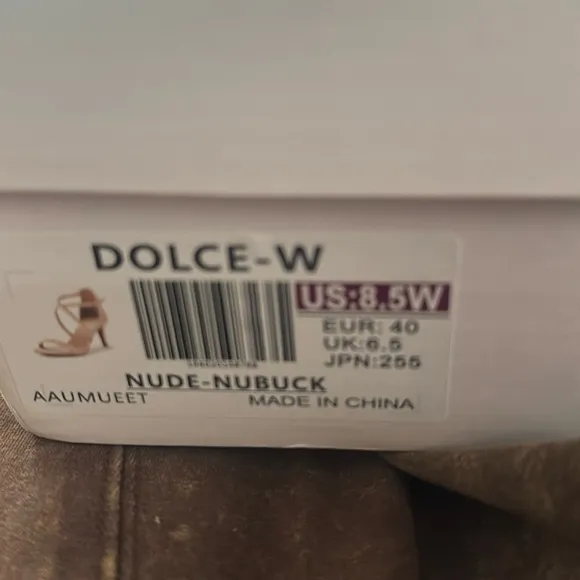 DOLCE-W
US:8.5W
EUR: 40
UK:6.5
JPN:255
NUDE-NUBUCK
AAUMUEET
MADE IN CHINA